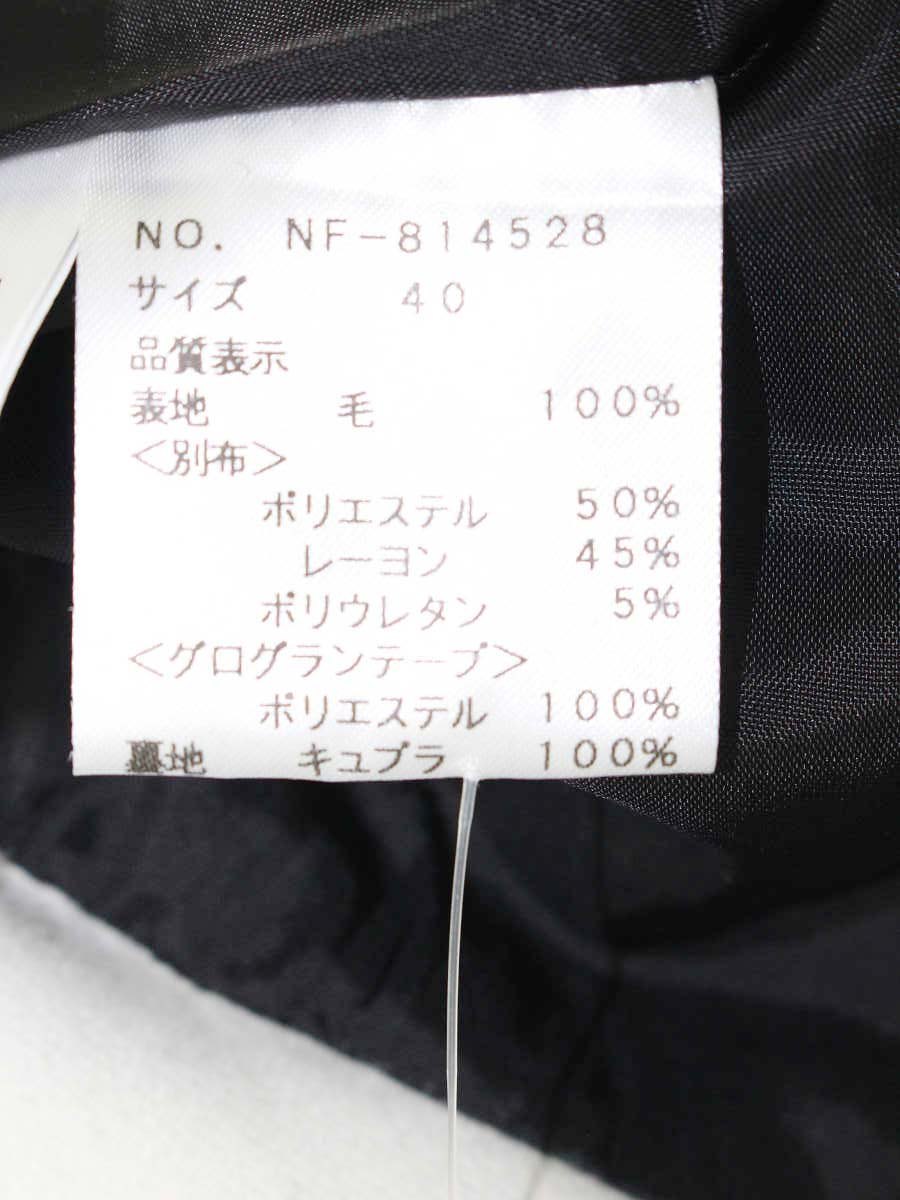 NO. NF-814528
サイズ 40
品質表示
表地 毛 100%
<別布>
ポリエステル 50%
レーヨン 45%
ポリウレタン 5%
<グログランテープ>
ポリエステル 100%
裏地 キュプラ 100%